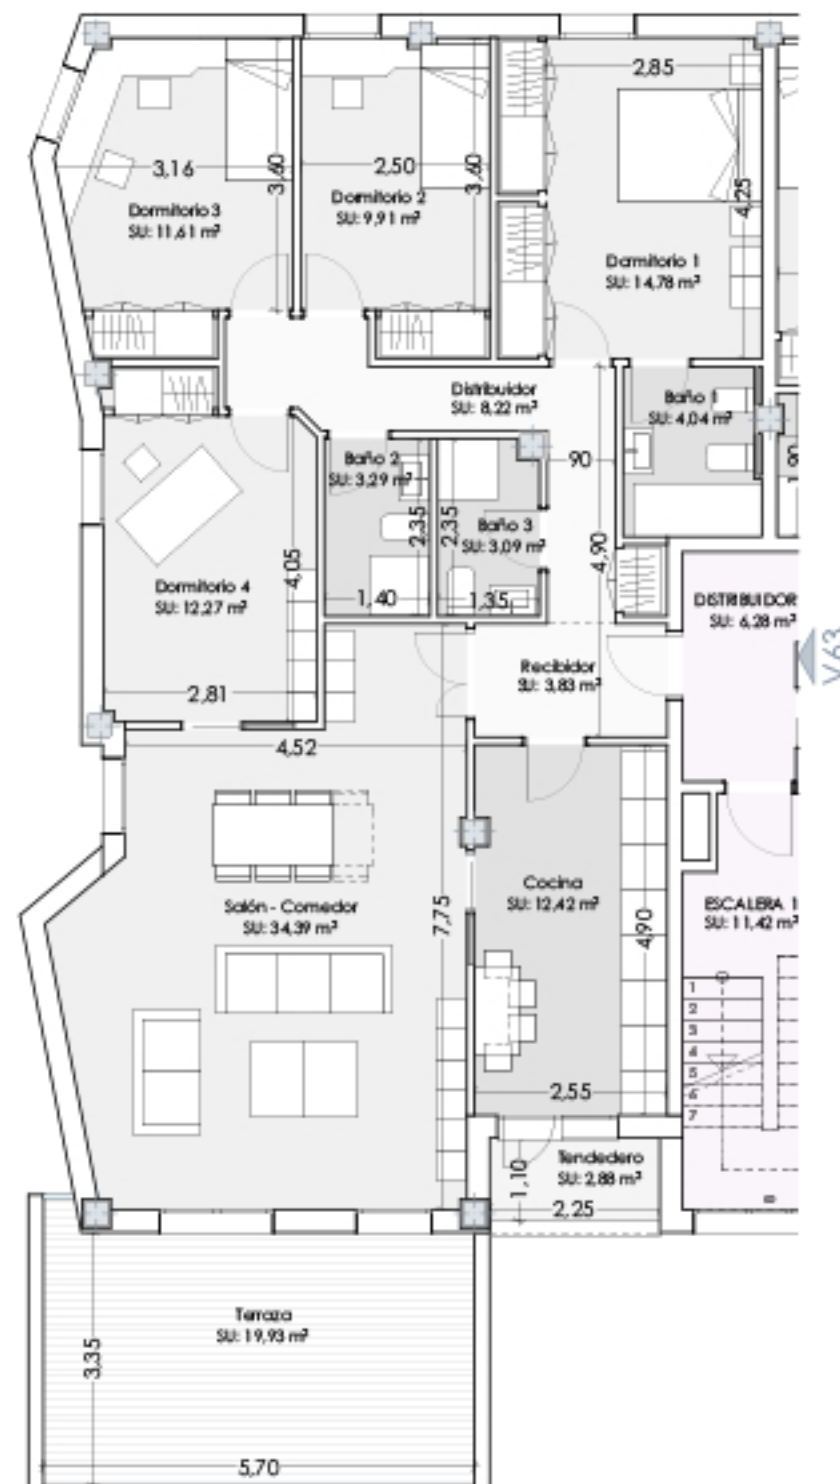 2,85
3,16
3,60
2,50
3,60
4,25
Dormitorio 3
SU: 11,61 m²
Dormitorio 2
SU: 9,91 m²
Dormitorio 1
SU: 14,78 m²
Distribuidor
SU: 8,22 m²
Baño 1
SU: 4,04 m²
90
1,90
Baño 2
SU: 3,29 m²
2,35
2,35
Baño 3
SU: 3,09 m²
4,90
4,05
Dormitorio 4
SU: 12,27 m²
1,40
1,35
DISTRIBUIDOR
SU: 6,28 m²
V63
Recibidor
SU: 3,83 m²
2,81
4,52
Cocina
SU: 12,42 m²
Salón - Comedor
SU: 34,39 m²
7,75
4,90
ESCALERA 1
SU: 11,42 m²
1
2
3
4
5
6
7
2,55
Tendedero
SU: 2,88 m²
1,10
2,25
Terraza
SU: 19,93 m²
3,35
5,70